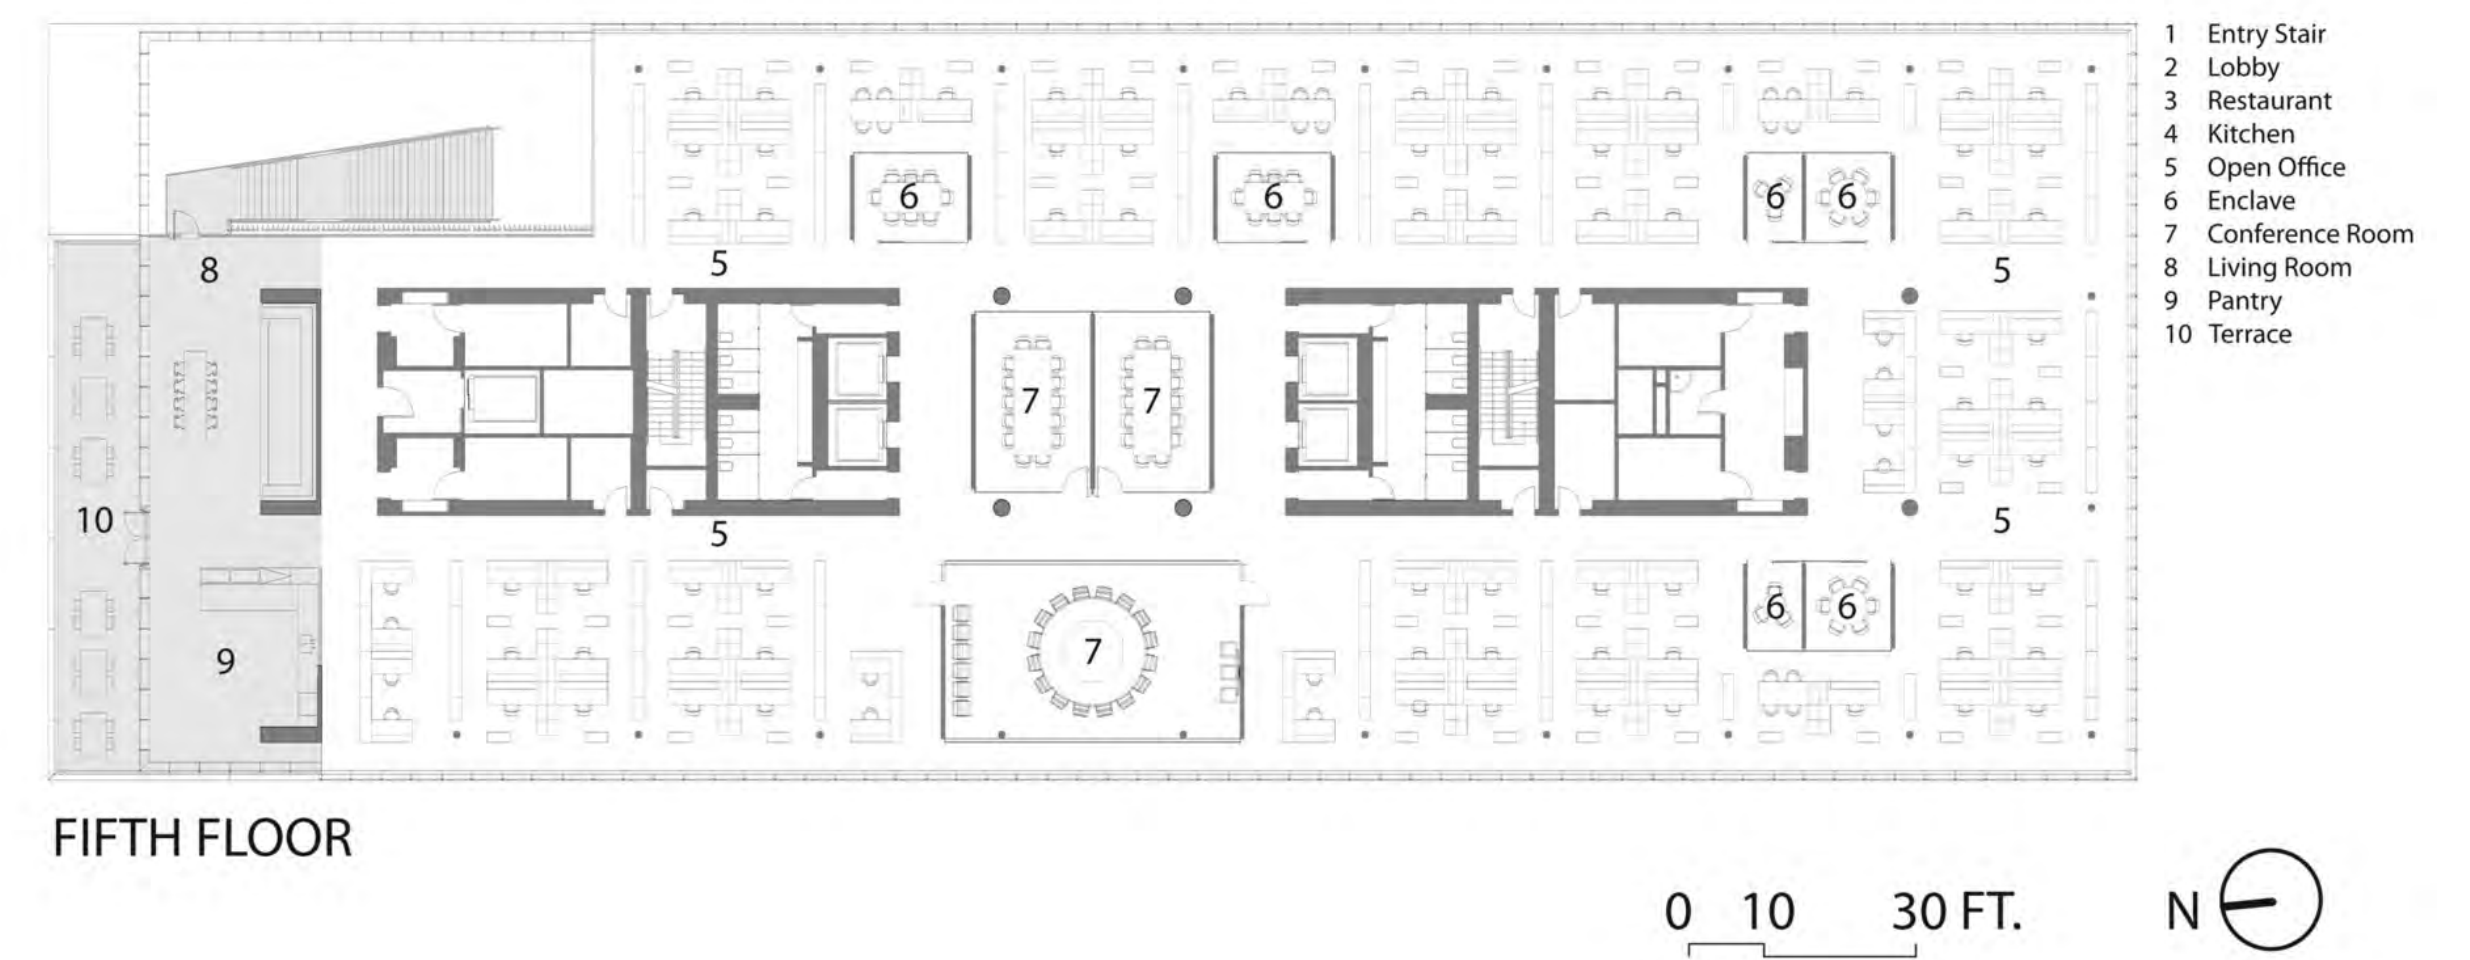 1 Entry Stair
2 Lobby
3 Restaurant
4 Kitchen
5 Open Office
6 Enclave
7 Conference Room
8 Living Room
9 Pantry
10 Terrace
6 6 6 6
8 5 5
7 7
10 5 5
6 6
9 7
FIFTH FLOOR
0 10 30 FT.
N